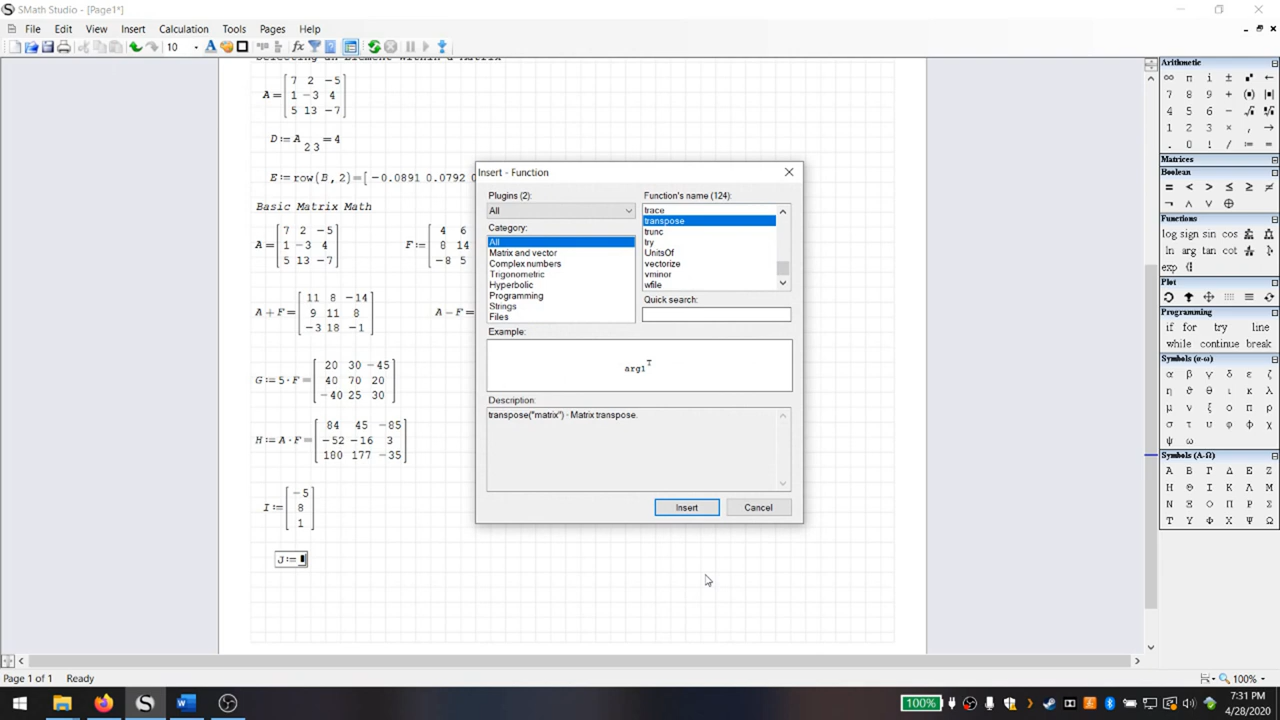 SMath Studio - [Page1*]
File Edit View Insert Calculation Tools Pages Help
10
Selecting an Element within a Matrix
A=[7 2 −5
1 −3 4
5 13 −7]
D:=A 2 3 =4
E:=row(B,2)=[−0.0891 0.0792 0
Basic Matrix Math
A=[7 2 −5
1 −3 4
5 13 −7]
F:=[4 6
8 14
−8 5
A+F=[11 8 −14
9 11 8
−3 18 −1]
A−F=
G:=5·F=[20 30 −45
40 70 20
−40 25 30]
H:=A·F=[84 45 −85
−52 −16 3
180 177 −35]
I:=[−5
8
1]
J:=
Insert - Function
Plugins (2):
All
Category:
All
Matrix and vector
Complex numbers
Trigonometric
Hyperbolic
Programming
Strings
Files
Function's name (124):
trace
transpose
trunc
try
UnitsOf
vectorize
vminor
wfile
Quick search:
Example:
arg1ᵀ
Description:
transpose("matrix") - Matrix transpose.
Insert Cancel
Arithmetic
∞ π i ±
7 8 9 +
4 5 6 -
1 2 3 × ,
. 0 ! / =
Matrices
Boolean
= < > ≤ ≥ ≠
¬ ∧ ∨ ⊕
Functions
log sign sin cos
ln arg tan cot
exp
Plot
Programming
if for try line
while continue break
Symbols (α-ω)
α β γ δ ε ζ
η θ ι κ λ
μ ν ξ ο π ρ
σ τ υ φ χ
ψ ω
Symbols (Α-Ω)
Α Β Γ Δ Ε Ζ
Η Θ Ι Κ Λ
Μ Ν Ξ Ο Π Ρ
Σ Τ Υ Φ Χ Ψ Ω
Page 1 of 1 Ready
100%
100%
7:31 PM
4/28/2020